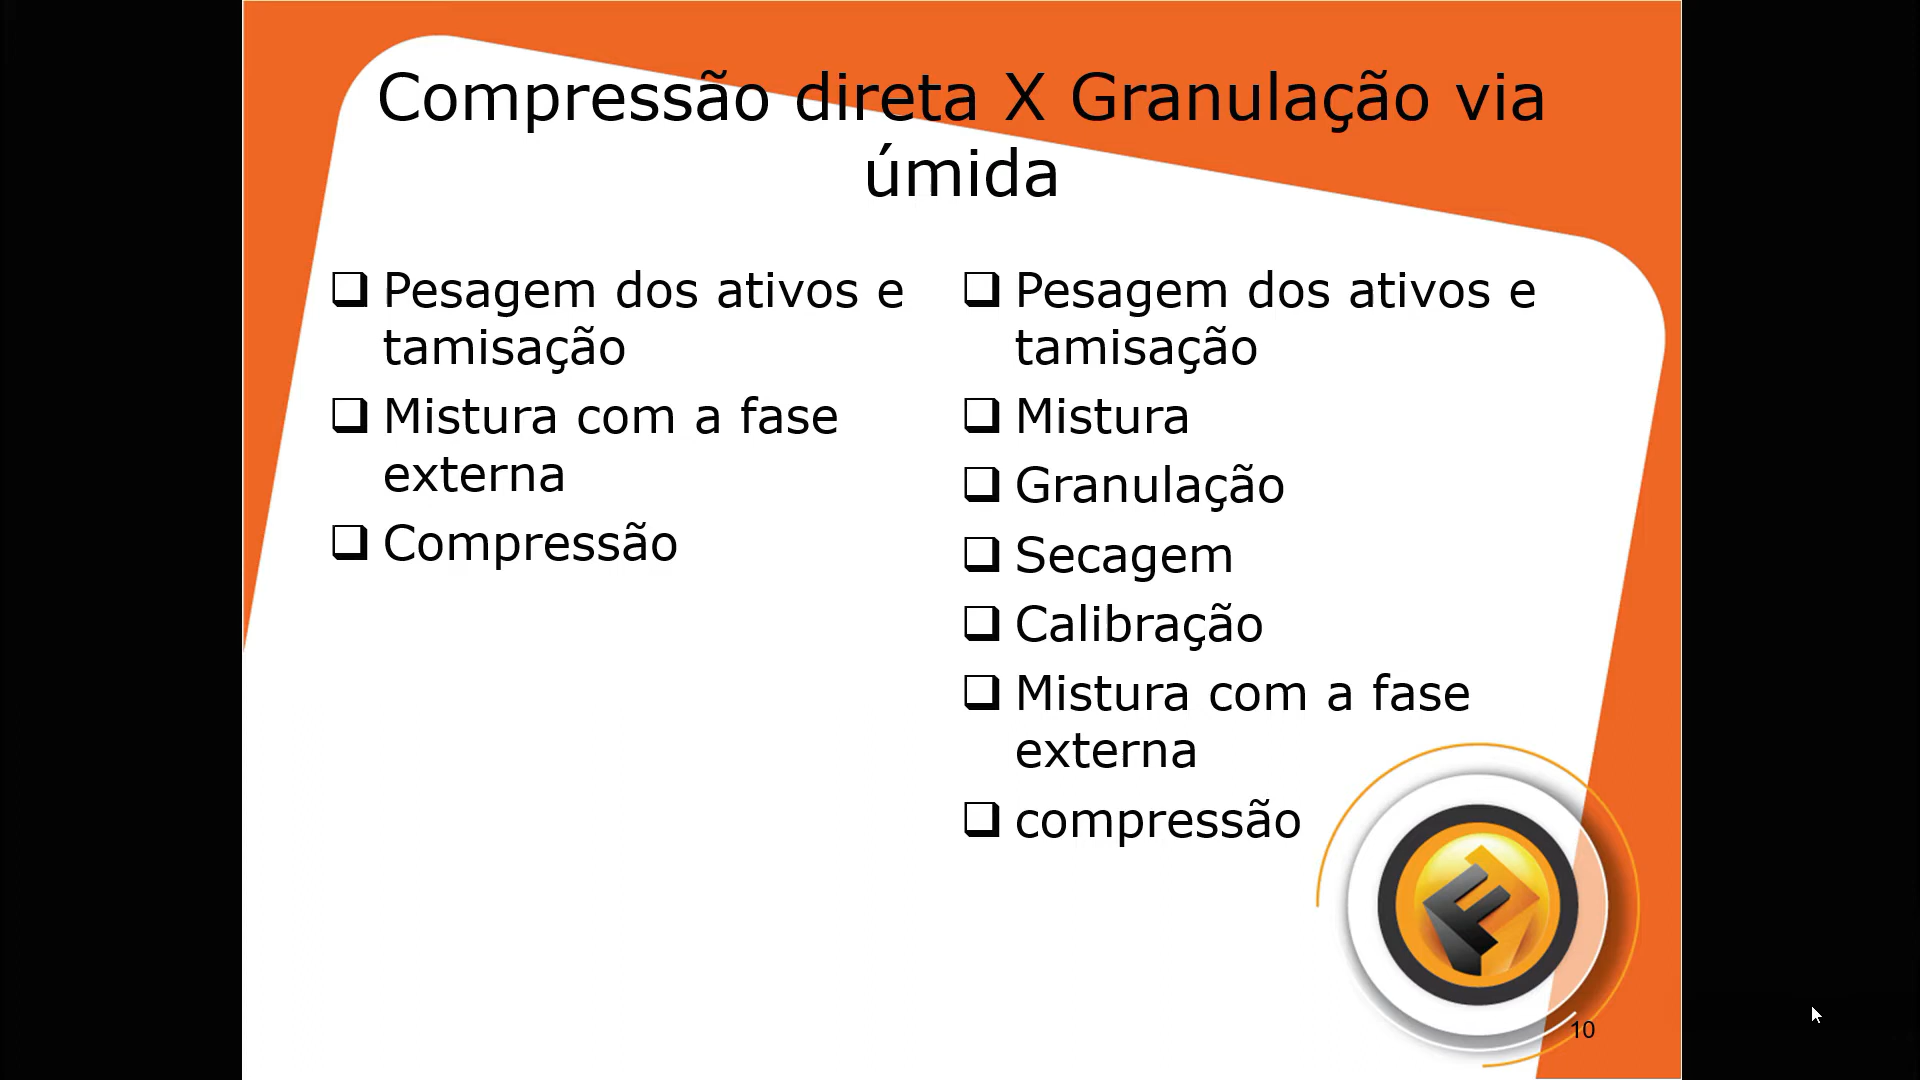 Compressão direta X Granulação via
úmida
❑ Pesagem dos ativos e
tamisação
❑ Mistura com a fase
externa
❑ Compressão
❑ Pesagem dos ativos e
tamisação
❑ Mistura
❑ Granulação
❑ Secagem
❑ Calibração
❑ Mistura com a fase
externa
❑ compressão
10